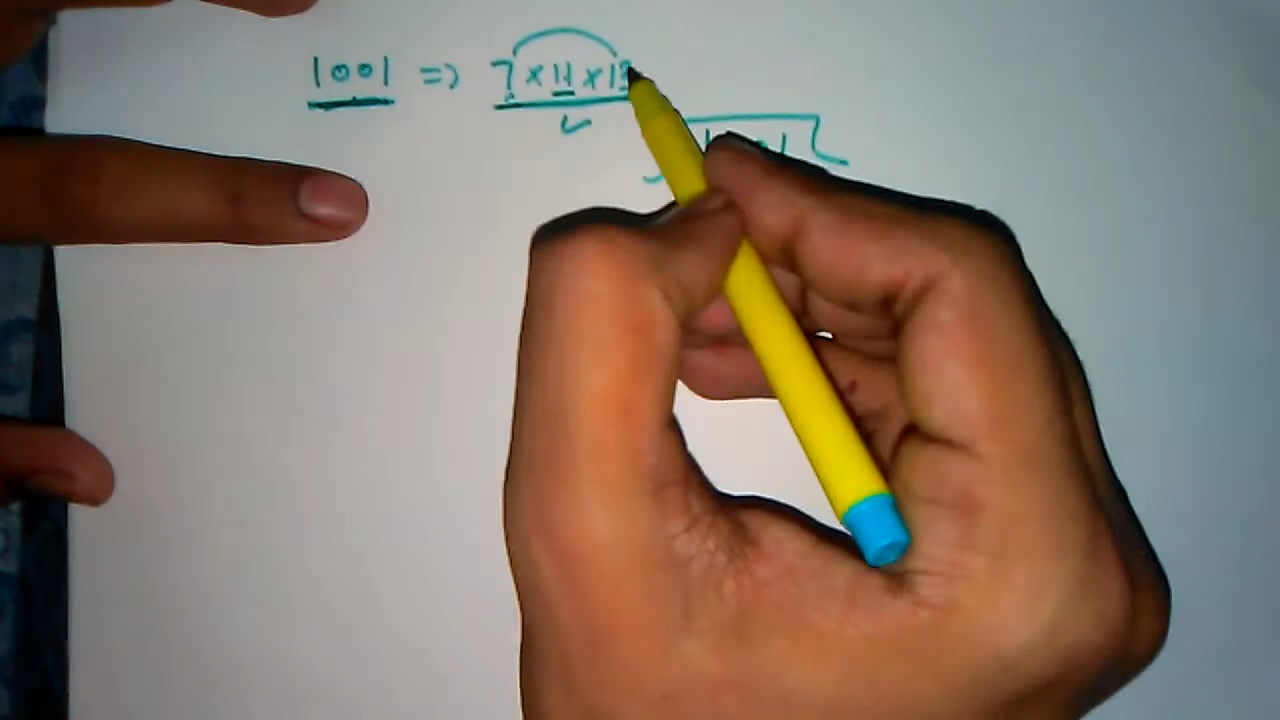 1001 => 7 × 11 × 13